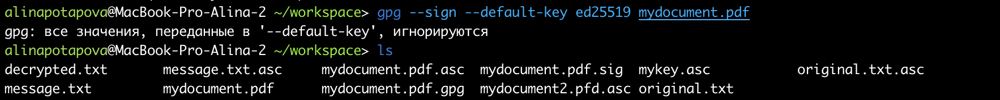 alinapotapova@MacBook-Pro-Alina-2 ~/workspace> gpg --sign --default-key ed25519 mydocument.pdf
gpg: все значения, переданные в '--default-key', игнорируются
alinapotapova@MacBook-Pro-Alina-2 ~/workspace> ls
decrypted.txt message.txt.asc mydocument.pdf.asc mydocument.pdf.sig mykey.asc original.txt.asc
message.txt mydocument.pdf mydocument.pdf.gpg mydocument2.pfd.asc original.txt